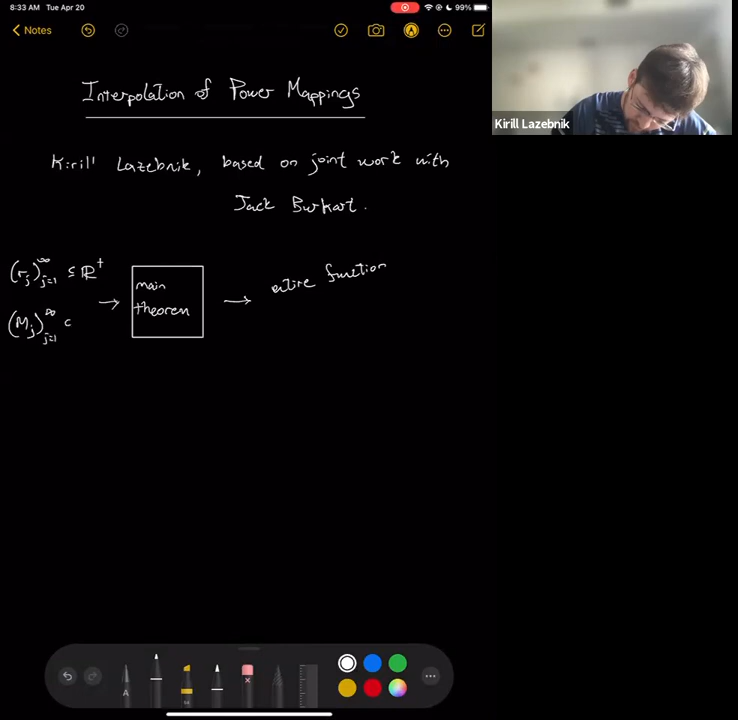 8:33 AM Tue Apr 20
99%
Notes
Interpolation of Power Mappings
Kirill Lazebnik, based on joint work with
Jack Burkart.
(r_j)_{j=1}^∞ ⊆ ℝ^+
(M_j)_{j=1}^∞ c
→ main theorem → entire function
Kirill Lazebnik
A